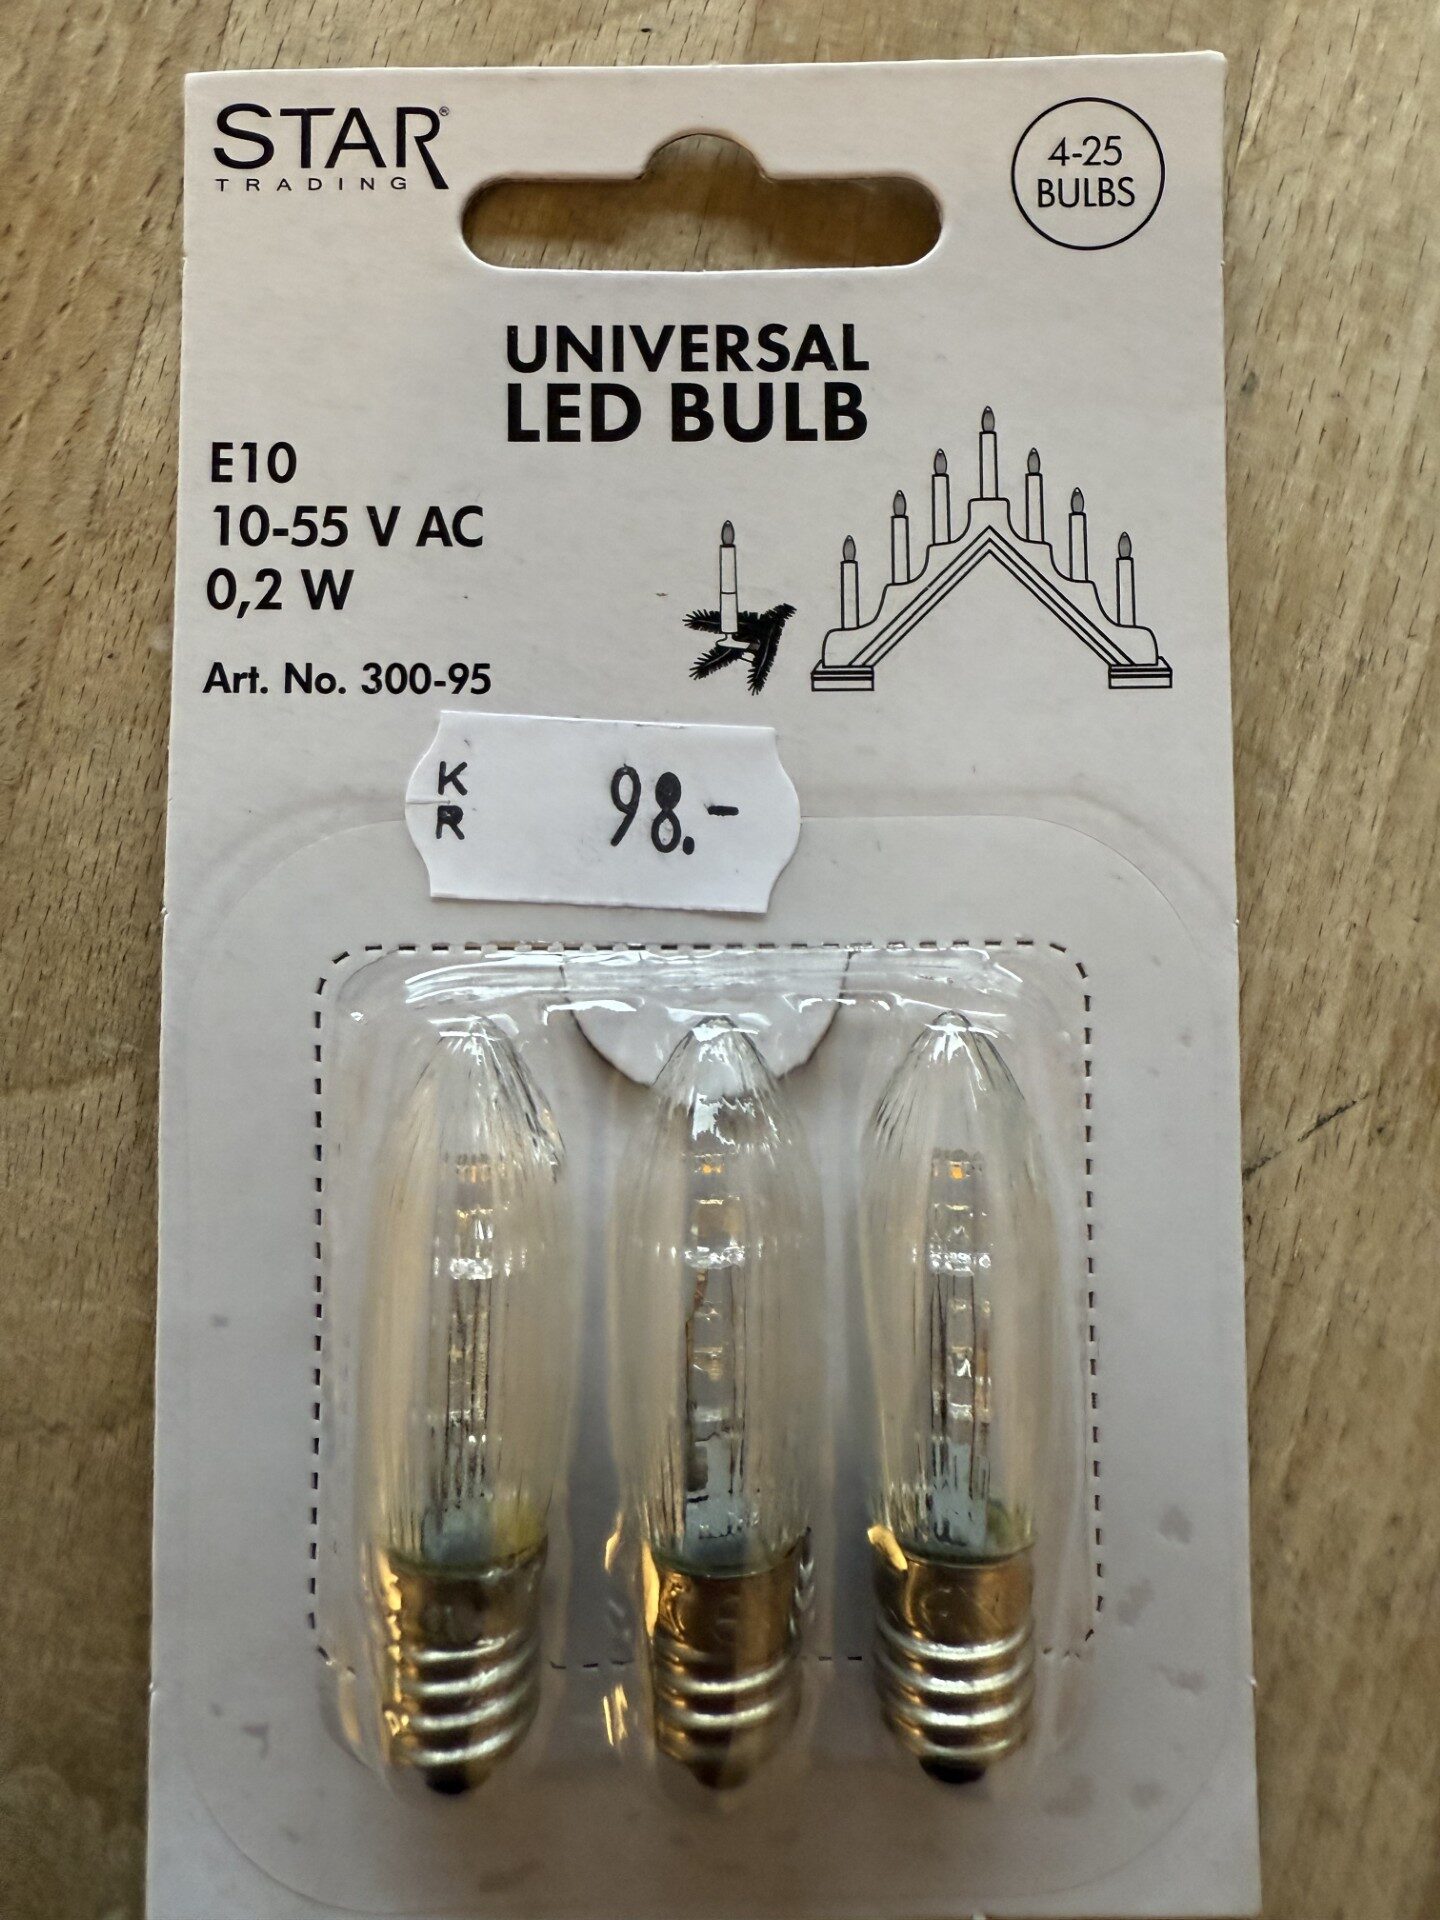 STAR®
TRADING
4-25
BULBS
UNIVERSAL
LED BULB
E10
10-55 V AC
0,2 W
Art. No. 300-95
KR 98.-